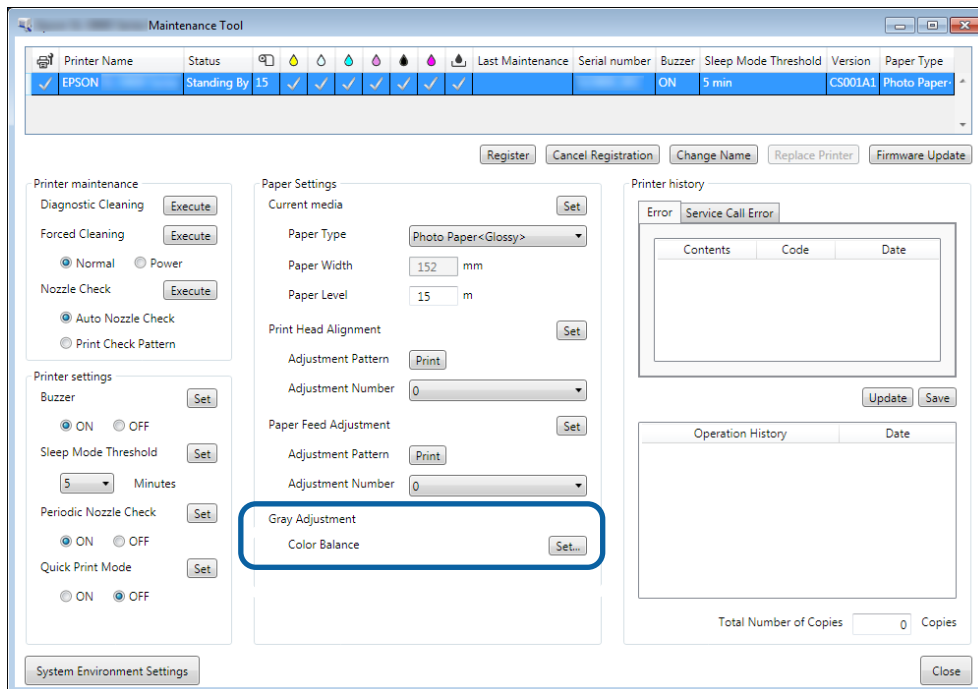 Maintenance Tool
Printer Name Status Last Maintenance Serial number Buzzer Sleep Mode Threshold Version Paper Type
EPSON Standing By 15 ON 5 min CS001A1 Photo Paper
Register Cancel Registration Change Name Replace Printer Firmware Update
Printer maintenance
Diagnostic Cleaning Execute
Forced Cleaning Execute
Normal Power
Nozzle Check Execute
Auto Nozzle Check
Print Check Pattern
Printer settings
Buzzer Set
ON OFF
Sleep Mode Threshold Set
5 Minutes
Periodic Nozzle Check Set
ON OFF
Quick Print Mode Set
ON OFF
Paper Settings
Current media Set
Paper Type Photo Paper<Glossy>
Paper Width 152 mm
Paper Level 15 m
Print Head Alignment Set
Adjustment Pattern Print
Adjustment Number 0
Paper Feed Adjustment Set
Adjustment Pattern Print
Adjustment Number 0
Gray Adjustment
Color Balance Set...
Printer history
Error Service Call Error
Contents Code Date
Update Save
Operation History Date
Total Number of Copies 0 Copies
System Environment Settings Close